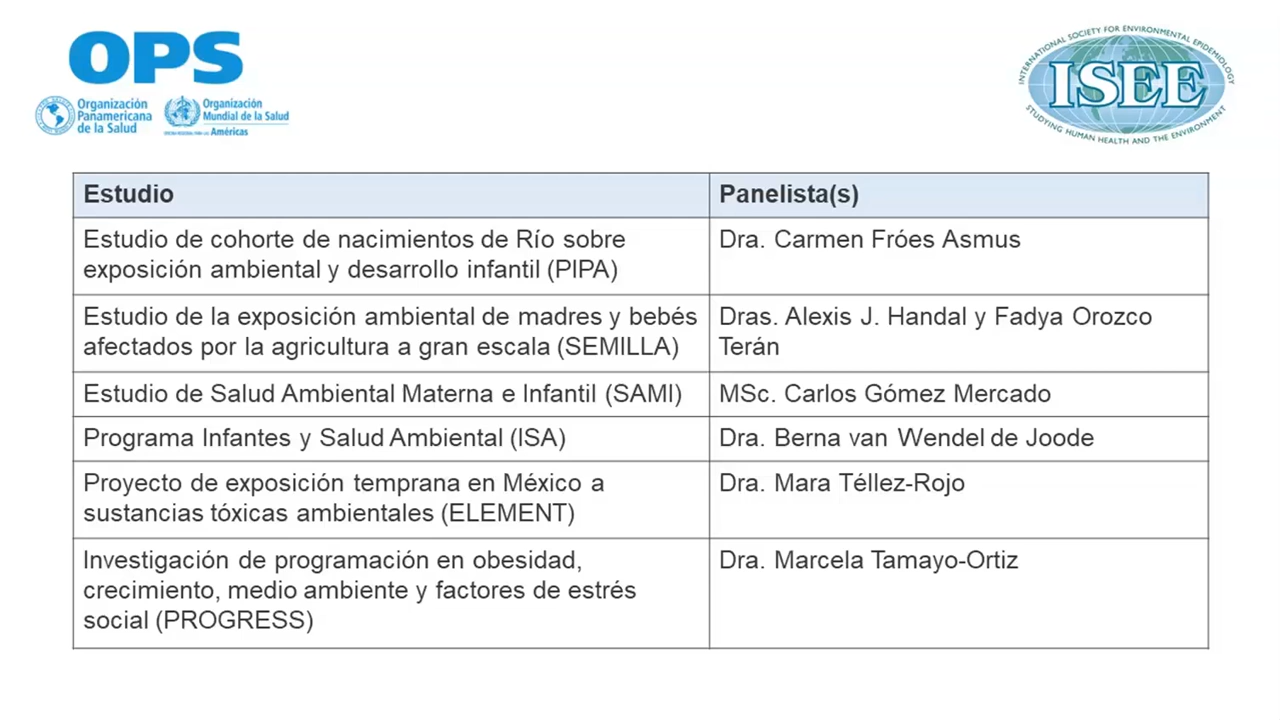 OPS
Organización
Panamericana
de la Salud
Organización
Mundial de la Salud
Américas
INTERNATIONAL SOCIETY FOR ENVIRONMENTAL EPIDEMIOLOGY
ISEE
STUDYING HUMAN HEALTH AND THE ENVIRONMENT
Estudio
Panelista(s)
Estudio de cohorte de nacimientos de Río sobre
exposición ambiental y desarrollo infantil (PIPA)
Dra. Carmen Fróes Asmus
Estudio de la exposición ambiental de madres y bebés
afectados por la agricultura a gran escala (SEMILLA)
Dras. Alexis J. Handal y Fadya Orozco
Terán
Estudio de Salud Ambiental Materna e Infantil (SAMI)
MSc. Carlos Gómez Mercado
Programa Infantes y Salud Ambiental (ISA)
Dra. Berna van Wendel de Joode
Proyecto de exposición temprana en México a
sustancias tóxicas ambientales (ELEMENT)
Dra. Mara Téllez-Rojo
Investigación de programación en obesidad,
crecimiento, medio ambiente y factores de estrés
social (PROGRESS)
Dra. Marcela Tamayo-Ortiz